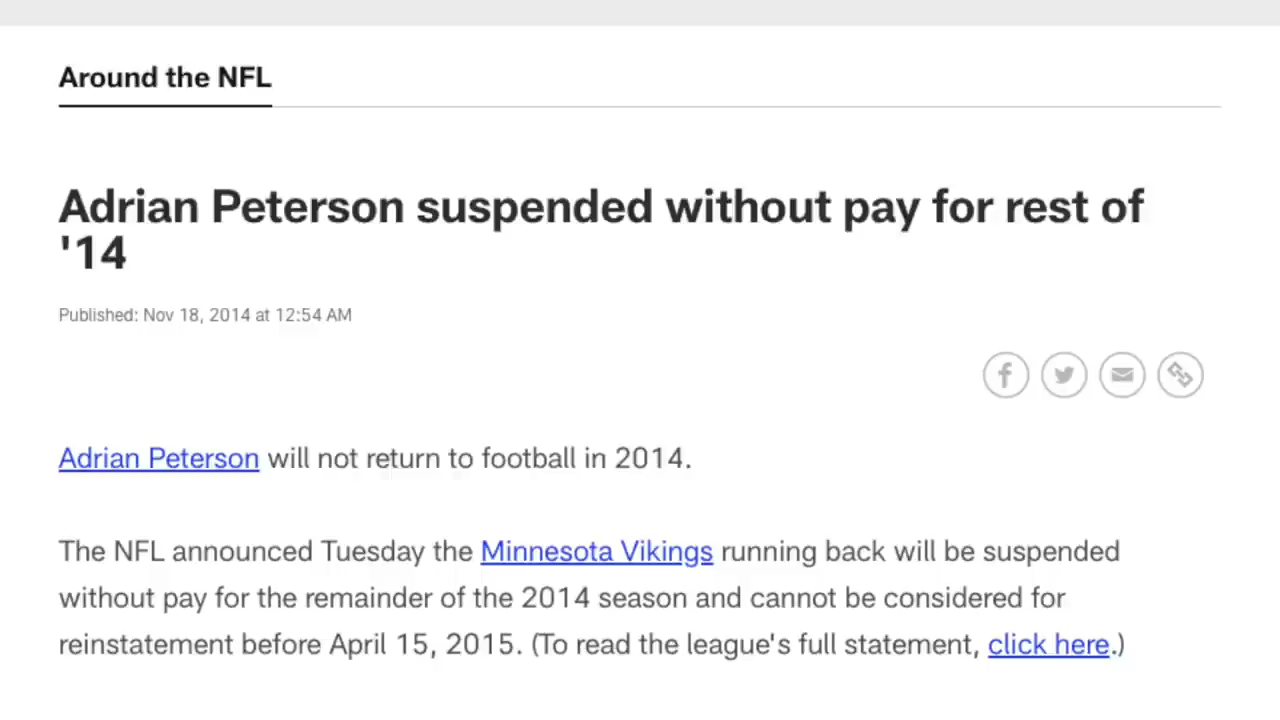 Around the NFL
Adrian Peterson suspended without pay for rest of
'14
Published: Nov 18, 2014 at 12:54 AM
Adrian Peterson will not return to football in 2014.
The NFL announced Tuesday the Minnesota Vikings running back will be suspended
without pay for the remainder of the 2014 season and cannot be considered for
reinstatement before April 15, 2015. (To read the league's full statement, click here.)